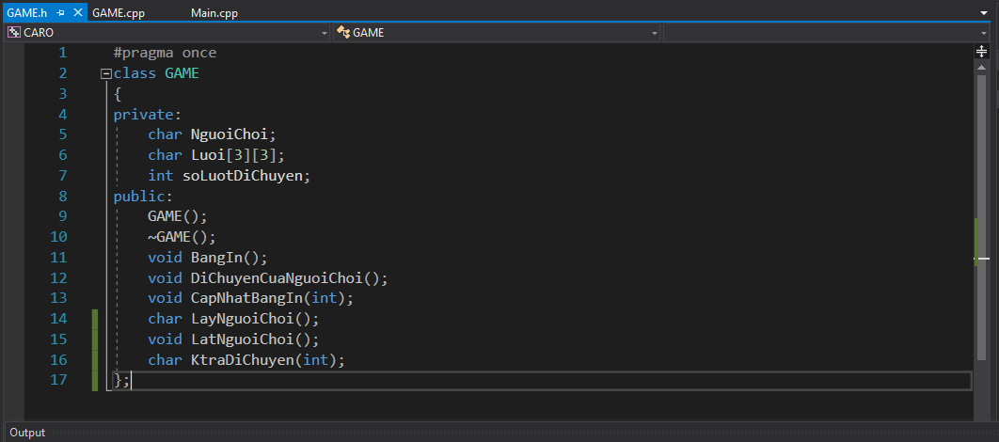 GAME.h GAME.cpp Main.cpp
CARO GAME
1 #pragma once
2 class GAME
3 {
4 private:
5 char NguoiChoi;
6 char Luoi[3][3];
7 int soLuotDiChuyen;
8 public:
9 GAME();
10 ~GAME();
11 void BangIn();
12 void DiChuyenCuaNguoiChoi();
13 void CapNhatBangIn(int);
14 char LayNguoiChoi();
15 void LatNguoiChoi();
16 char KtraDiChuyen(int);
17 };
Output